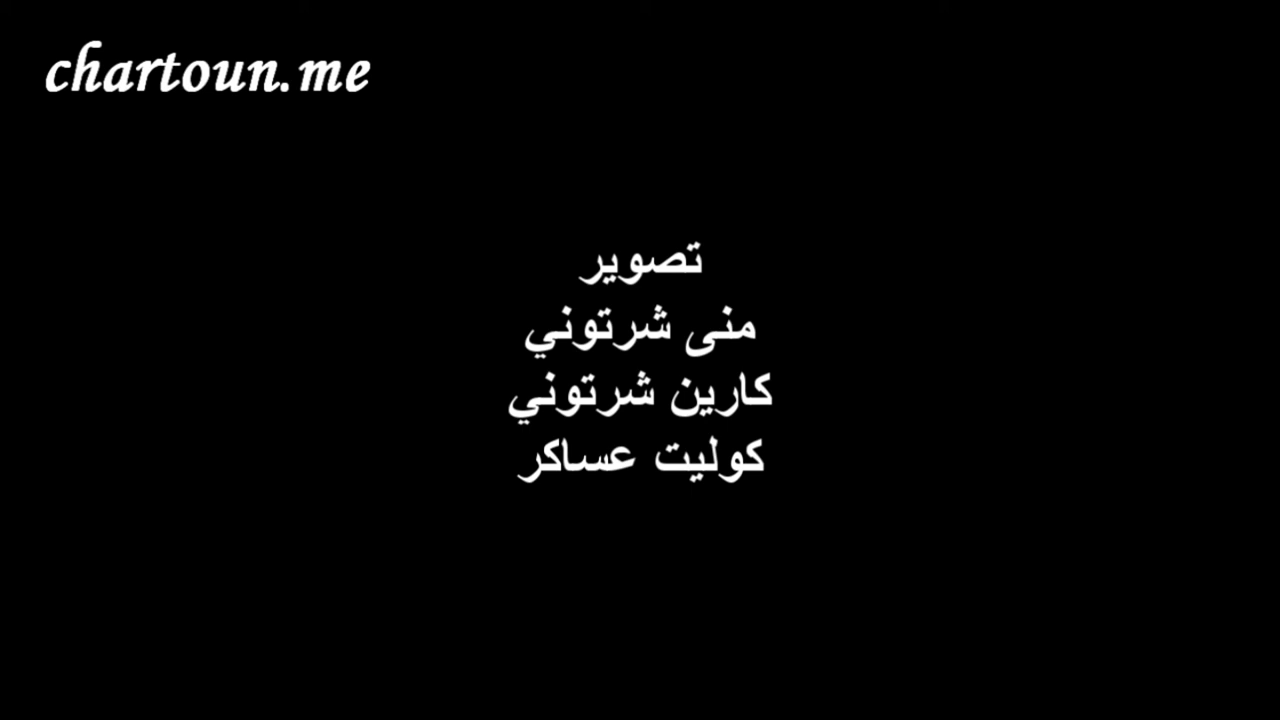 chartoun.me
تصوير
منى شرتوني
كارين شرتوني
كوليت عساكر